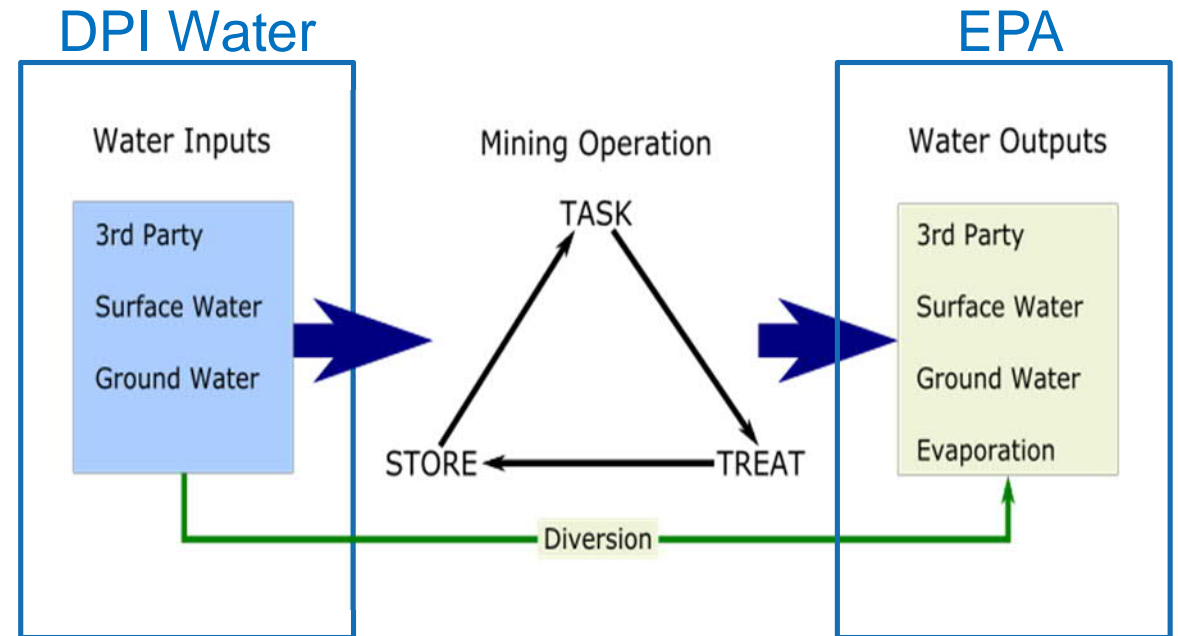 DPI Water
EPA
Water Inputs
Mining Operation
Water Outputs
3rd Party
Surface Water
Ground Water
TASK
STORE
TREAT
3rd Party
Surface Water
Ground Water
Evaporation
Diversion